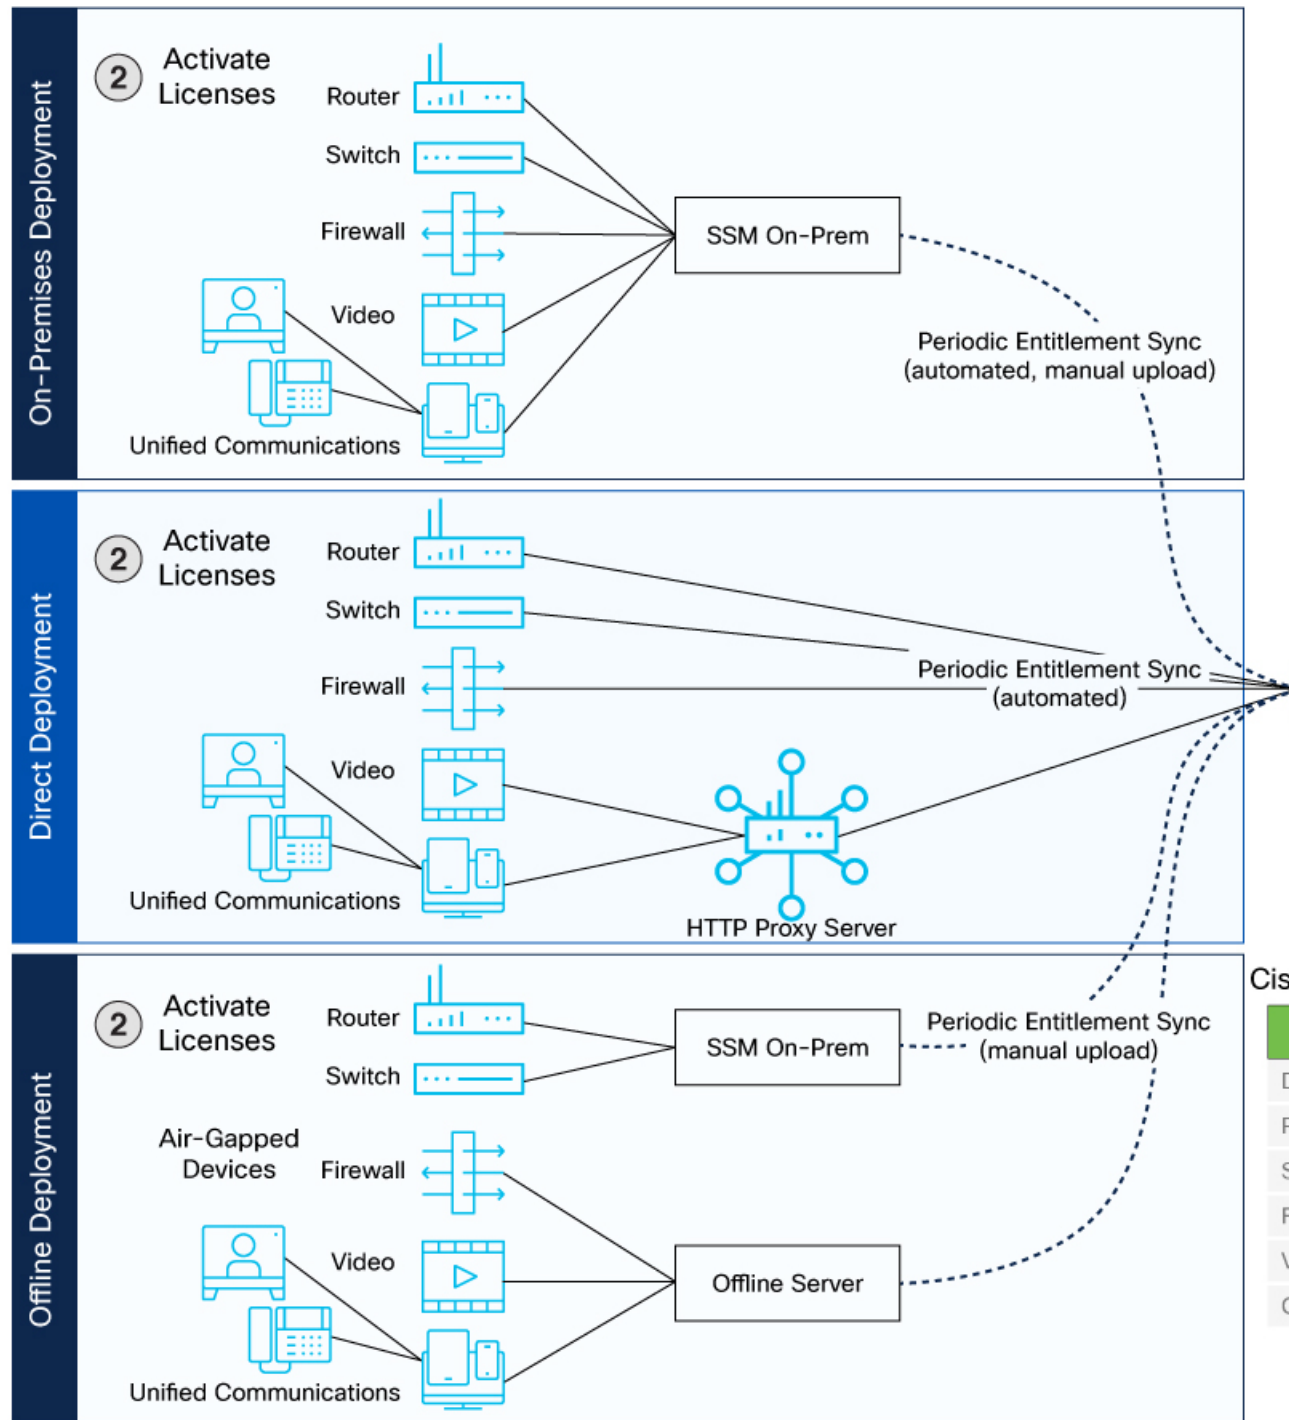 On-Premises Deployment
2
Activate
Licenses
Router
Switch
Firewall
Video
Unified Communications
SSM On-Prem
Periodic Entitlement Sync
(automated, manual upload)
Direct Deployment
2
Activate
Licenses
Router
Switch
Firewall
Video
Unified Communications
Periodic Entitlement Sync
(automated)
HTTP Proxy Server
Offline Deployment
2
Activate
Licenses
Router
Switch
Air-Gapped
Devices
Firewall
Video
Unified Communications
SSM On-Prem
Offline Server
Periodic Entitlement Sync
(manual upload)